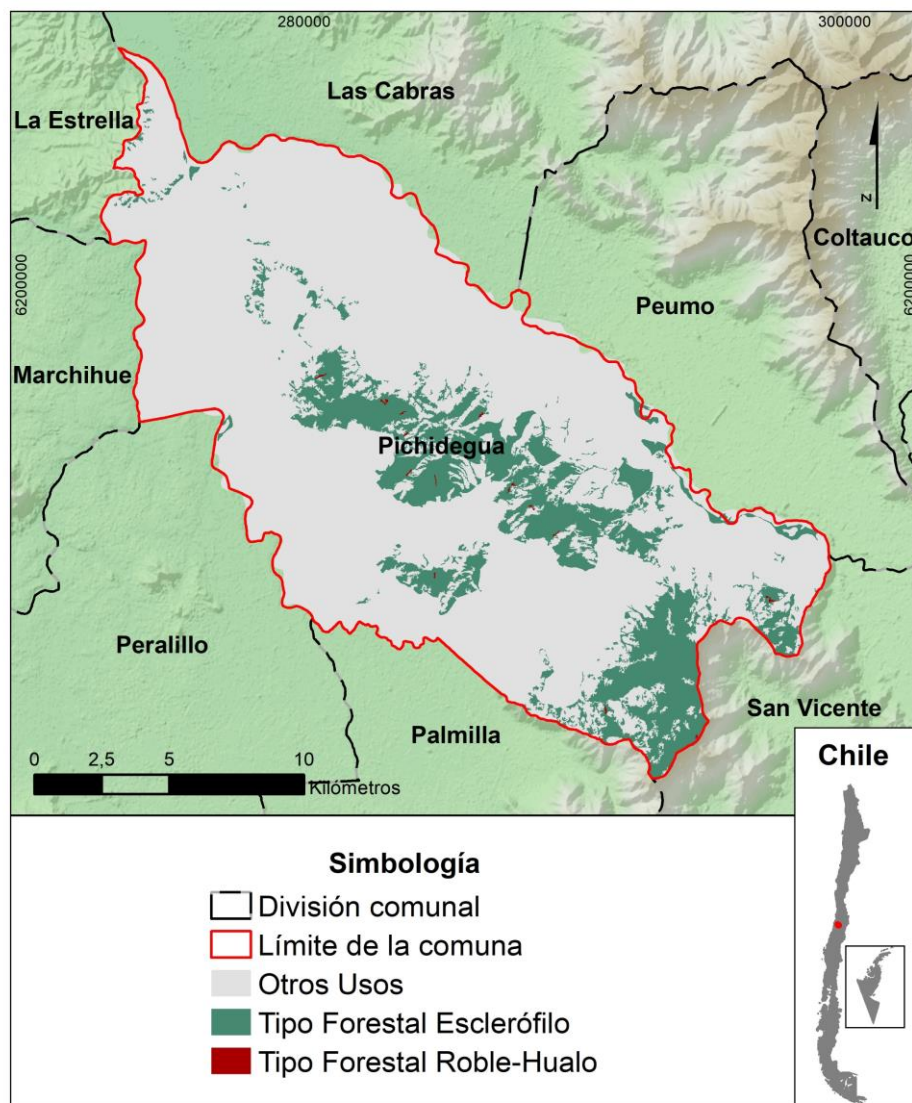 280000
300000
Las Cabras
La Estrella
N
Coltauco
6200000
6200000
Peumo
Marchihue
Pichidegua
Peralillo
San Vicente
Palmilla
0 2,5 5 10
Kilómetros
Chile
Simbología
División comunal
Límite de la comuna
Otros Usos
Tipo Forestal Esclerófilo
Tipo Forestal Roble-Hualo